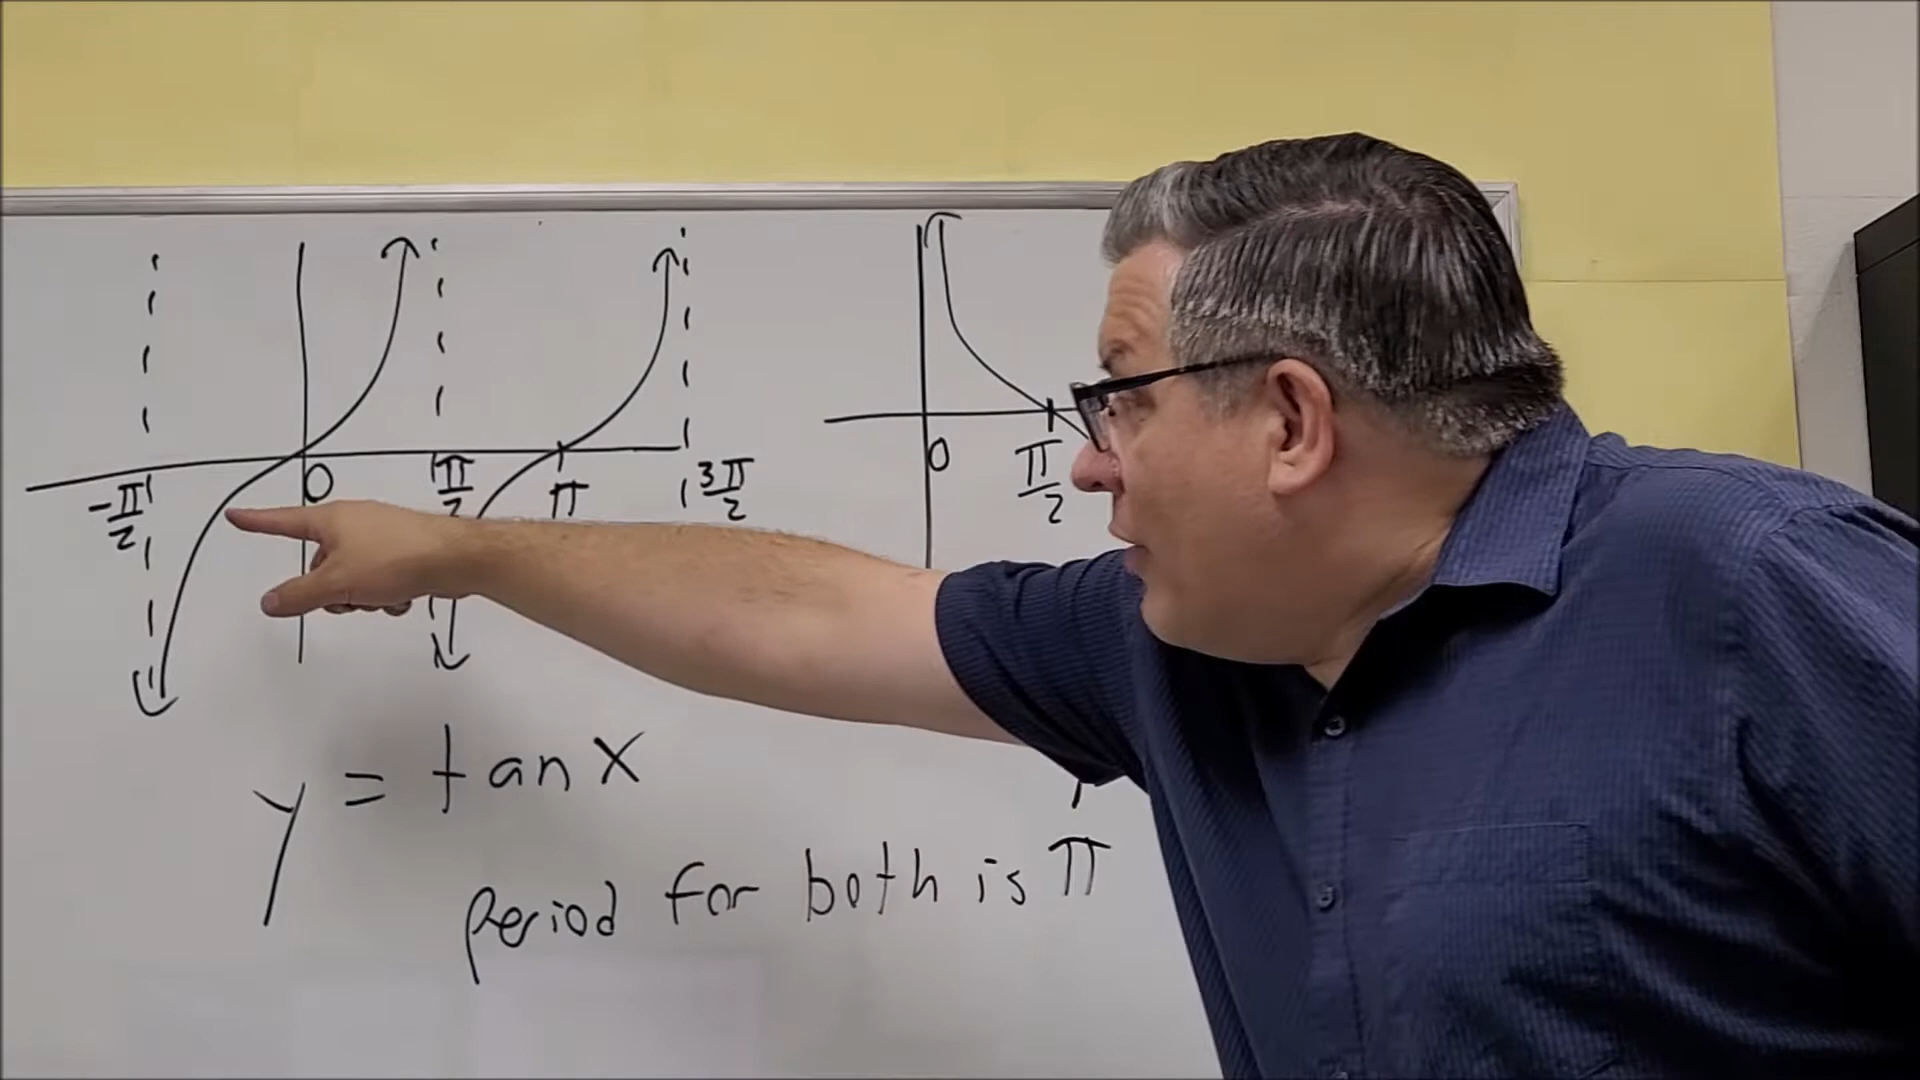 -π/2
0
π/2
π
3π/2
0
π/2
y = tan x
period for both is π